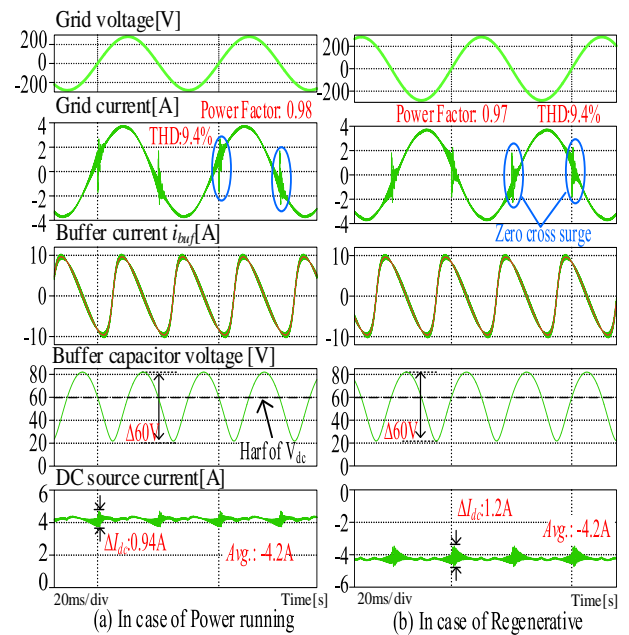 Grid voltage[V]
200
0
-200
200
0
-200
Grid current[A]
Power Factor: 0.98
THD:9.4%
4
2
0
-2
-4
Power Factor: 0.97
THD:9.4%
4
2
0
-2
-4
Zero cross surge
Buffer current ibuf[A]
10
0
-10
10
0
-10
Buffer capacitor voltage [V]
80
60
40
20
0
Δ60V
Harf of Vdc
80
60
40
20
0
Δ60V
DC source current[A]
6
4
2
0
ΔIdc:0.94A
Avg.: -4.2A
0
-2
-4
-6
ΔIdc:1.2A
Avg.: -4.2A
20ms/div
Time[s]
20ms/div
Time[s]
(a) In case of Power running
(b) In case of Regenerative